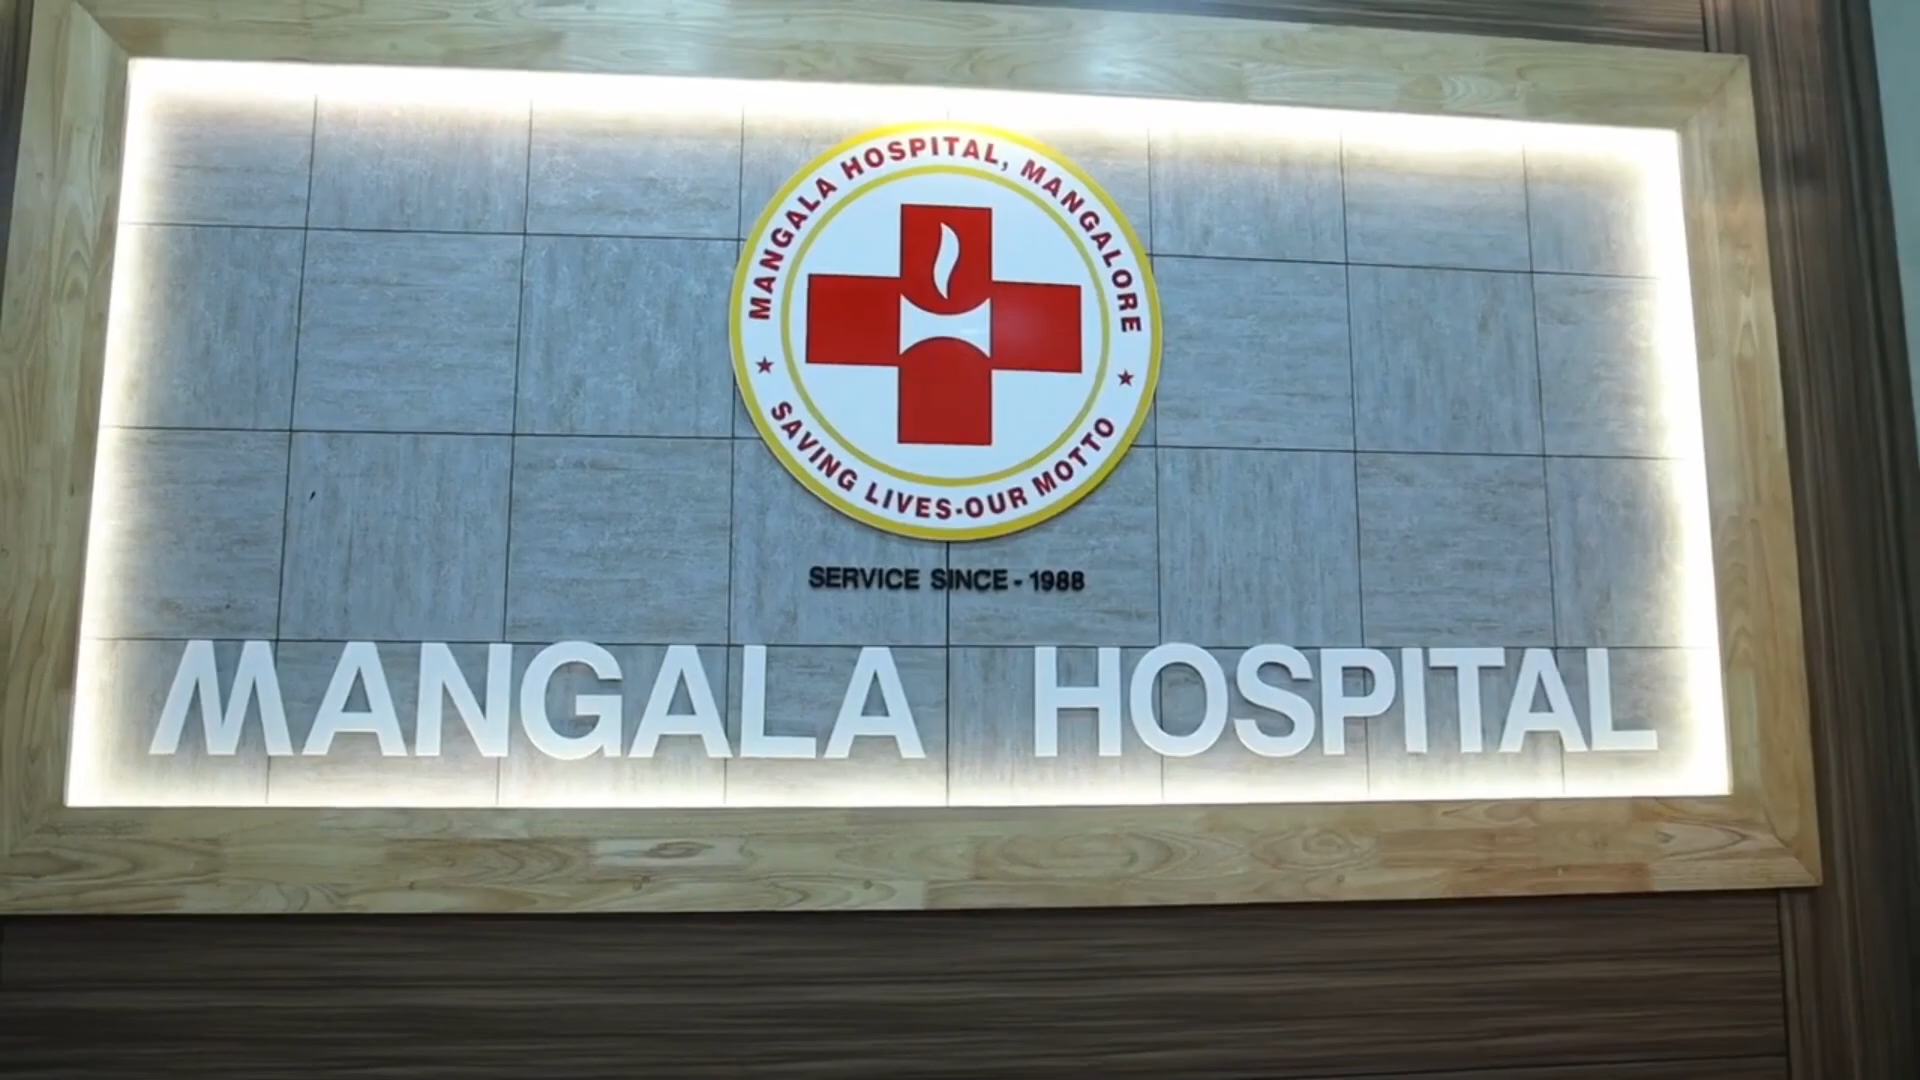 MANGALA HOSPITAL, MANGALORE
★ SAVING LIVES-OUR MOTTO ★
SERVICE SINCE - 1988
MANGALA HOSPITAL